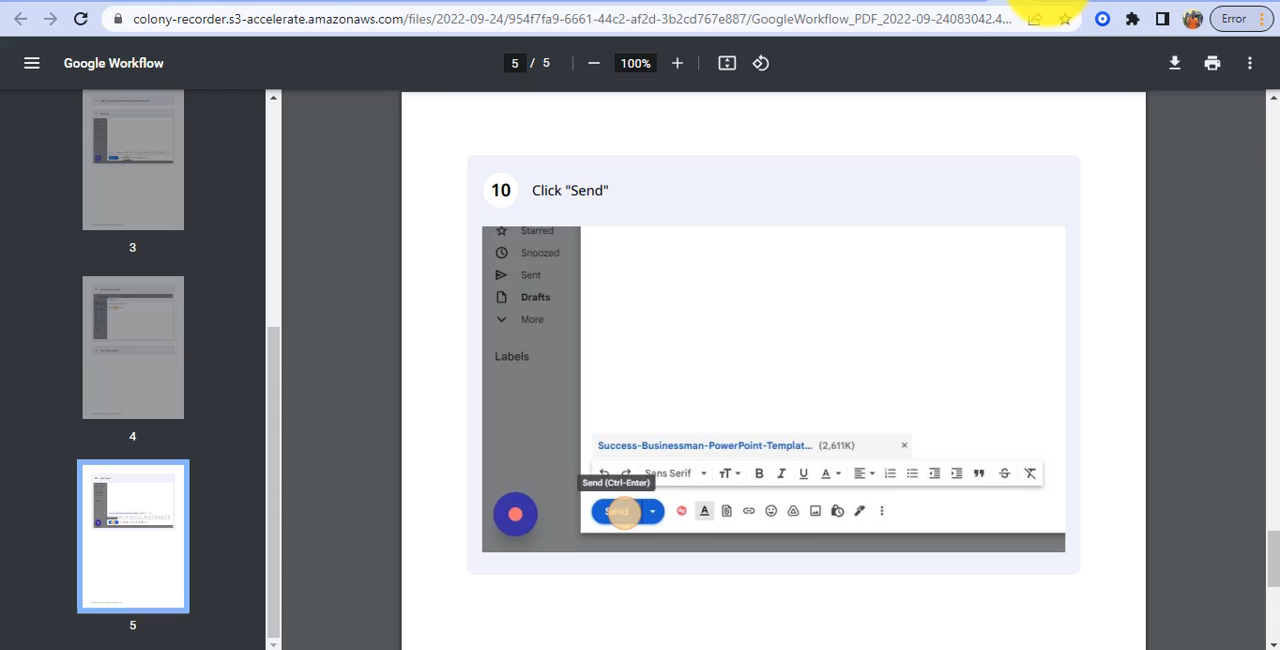 colony-recorder.s3-accelerate.amazonaws.com/files/2022-09-24/954f7fa9-6661-44c2-af2d-3b2cd767e887/GoogleWorkflow_PDF_2022-09-24083042.4...
Error
Google Workflow
5 / 5
100%
3
4
5
10 Click "Send"
Starred
Snoozed
Sent
Drafts
More
Labels
Success-Businessman-PowerPoint-Templat... (2,611K)
Sans Serif
Send (Ctrl-Enter)
Send